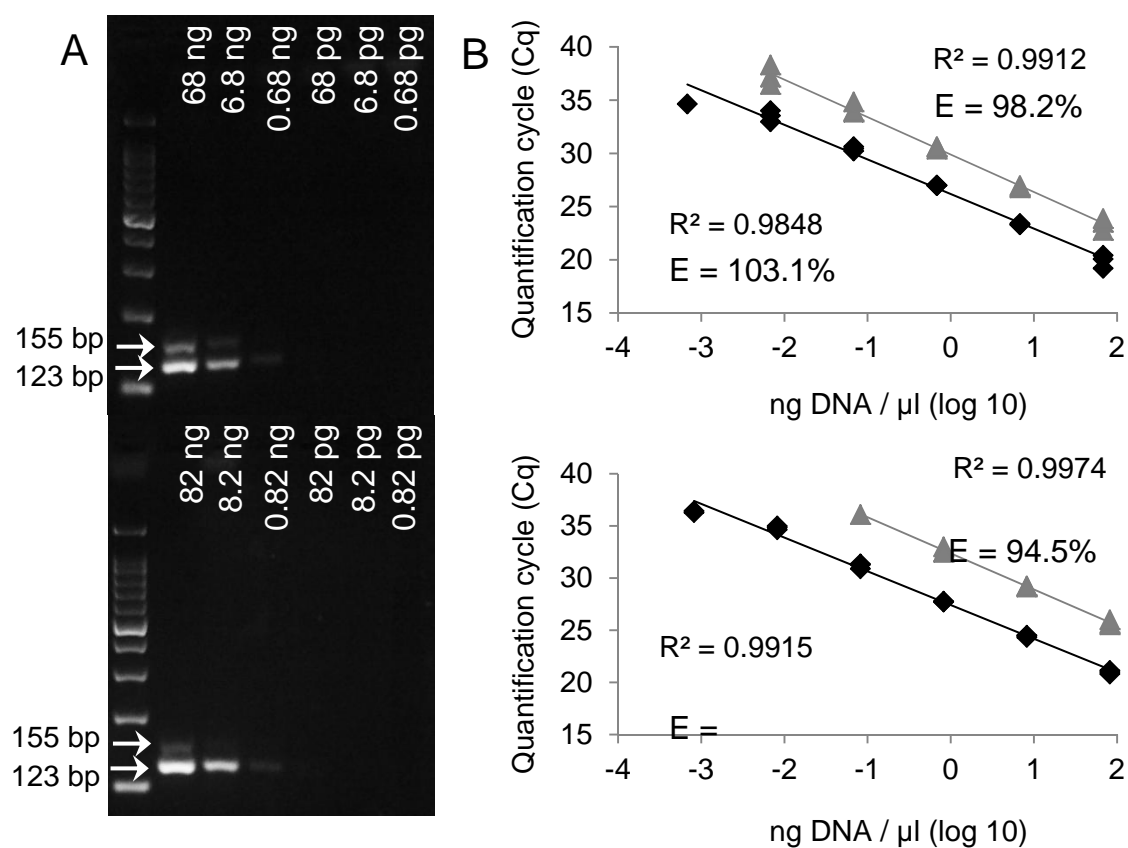 A
68 ng
6.8 ng
0.68 ng
68 pg
6.8 pg
0.68 pg
155 bp
123 bp
82 ng
8.2 ng
0.82 ng
82 pg
8.2 pg
0.82 pg
155 bp
123 bp
B
Quantification cycle (Cq)
40
35
30
25
20
15
R² = 0.9912
E = 98.2%
R² = 0.9848
E = 103.1%
-4 -3 -2 -1 0 1 2
ng DNA / µl (log 10)
Quantification cycle (Cq)
40
35
30
25
20
15
R² = 0.9974
E = 94.5%
R² = 0.9915
E =
-4 -3 -2 -1 0 1 2
ng DNA / µl (log 10)